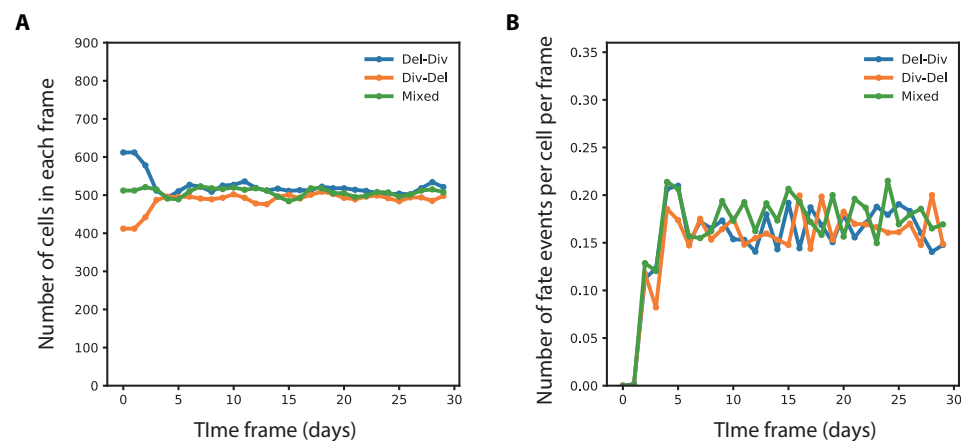 A
Number of cells in each frame
900
800
700
600
500
400
300
200
100
0
Del-Div
Div-Del
Mixed
0 5 10 15 20 25 30
TIme frame (days)
B
Number of fate events per cell per frame
0.35
0.30
0.25
0.20
0.15
0.10
0.05
0.00
Del-Div
Div-Del
Mixed
0 5 10 15 20 25 30
TIme frame (days)